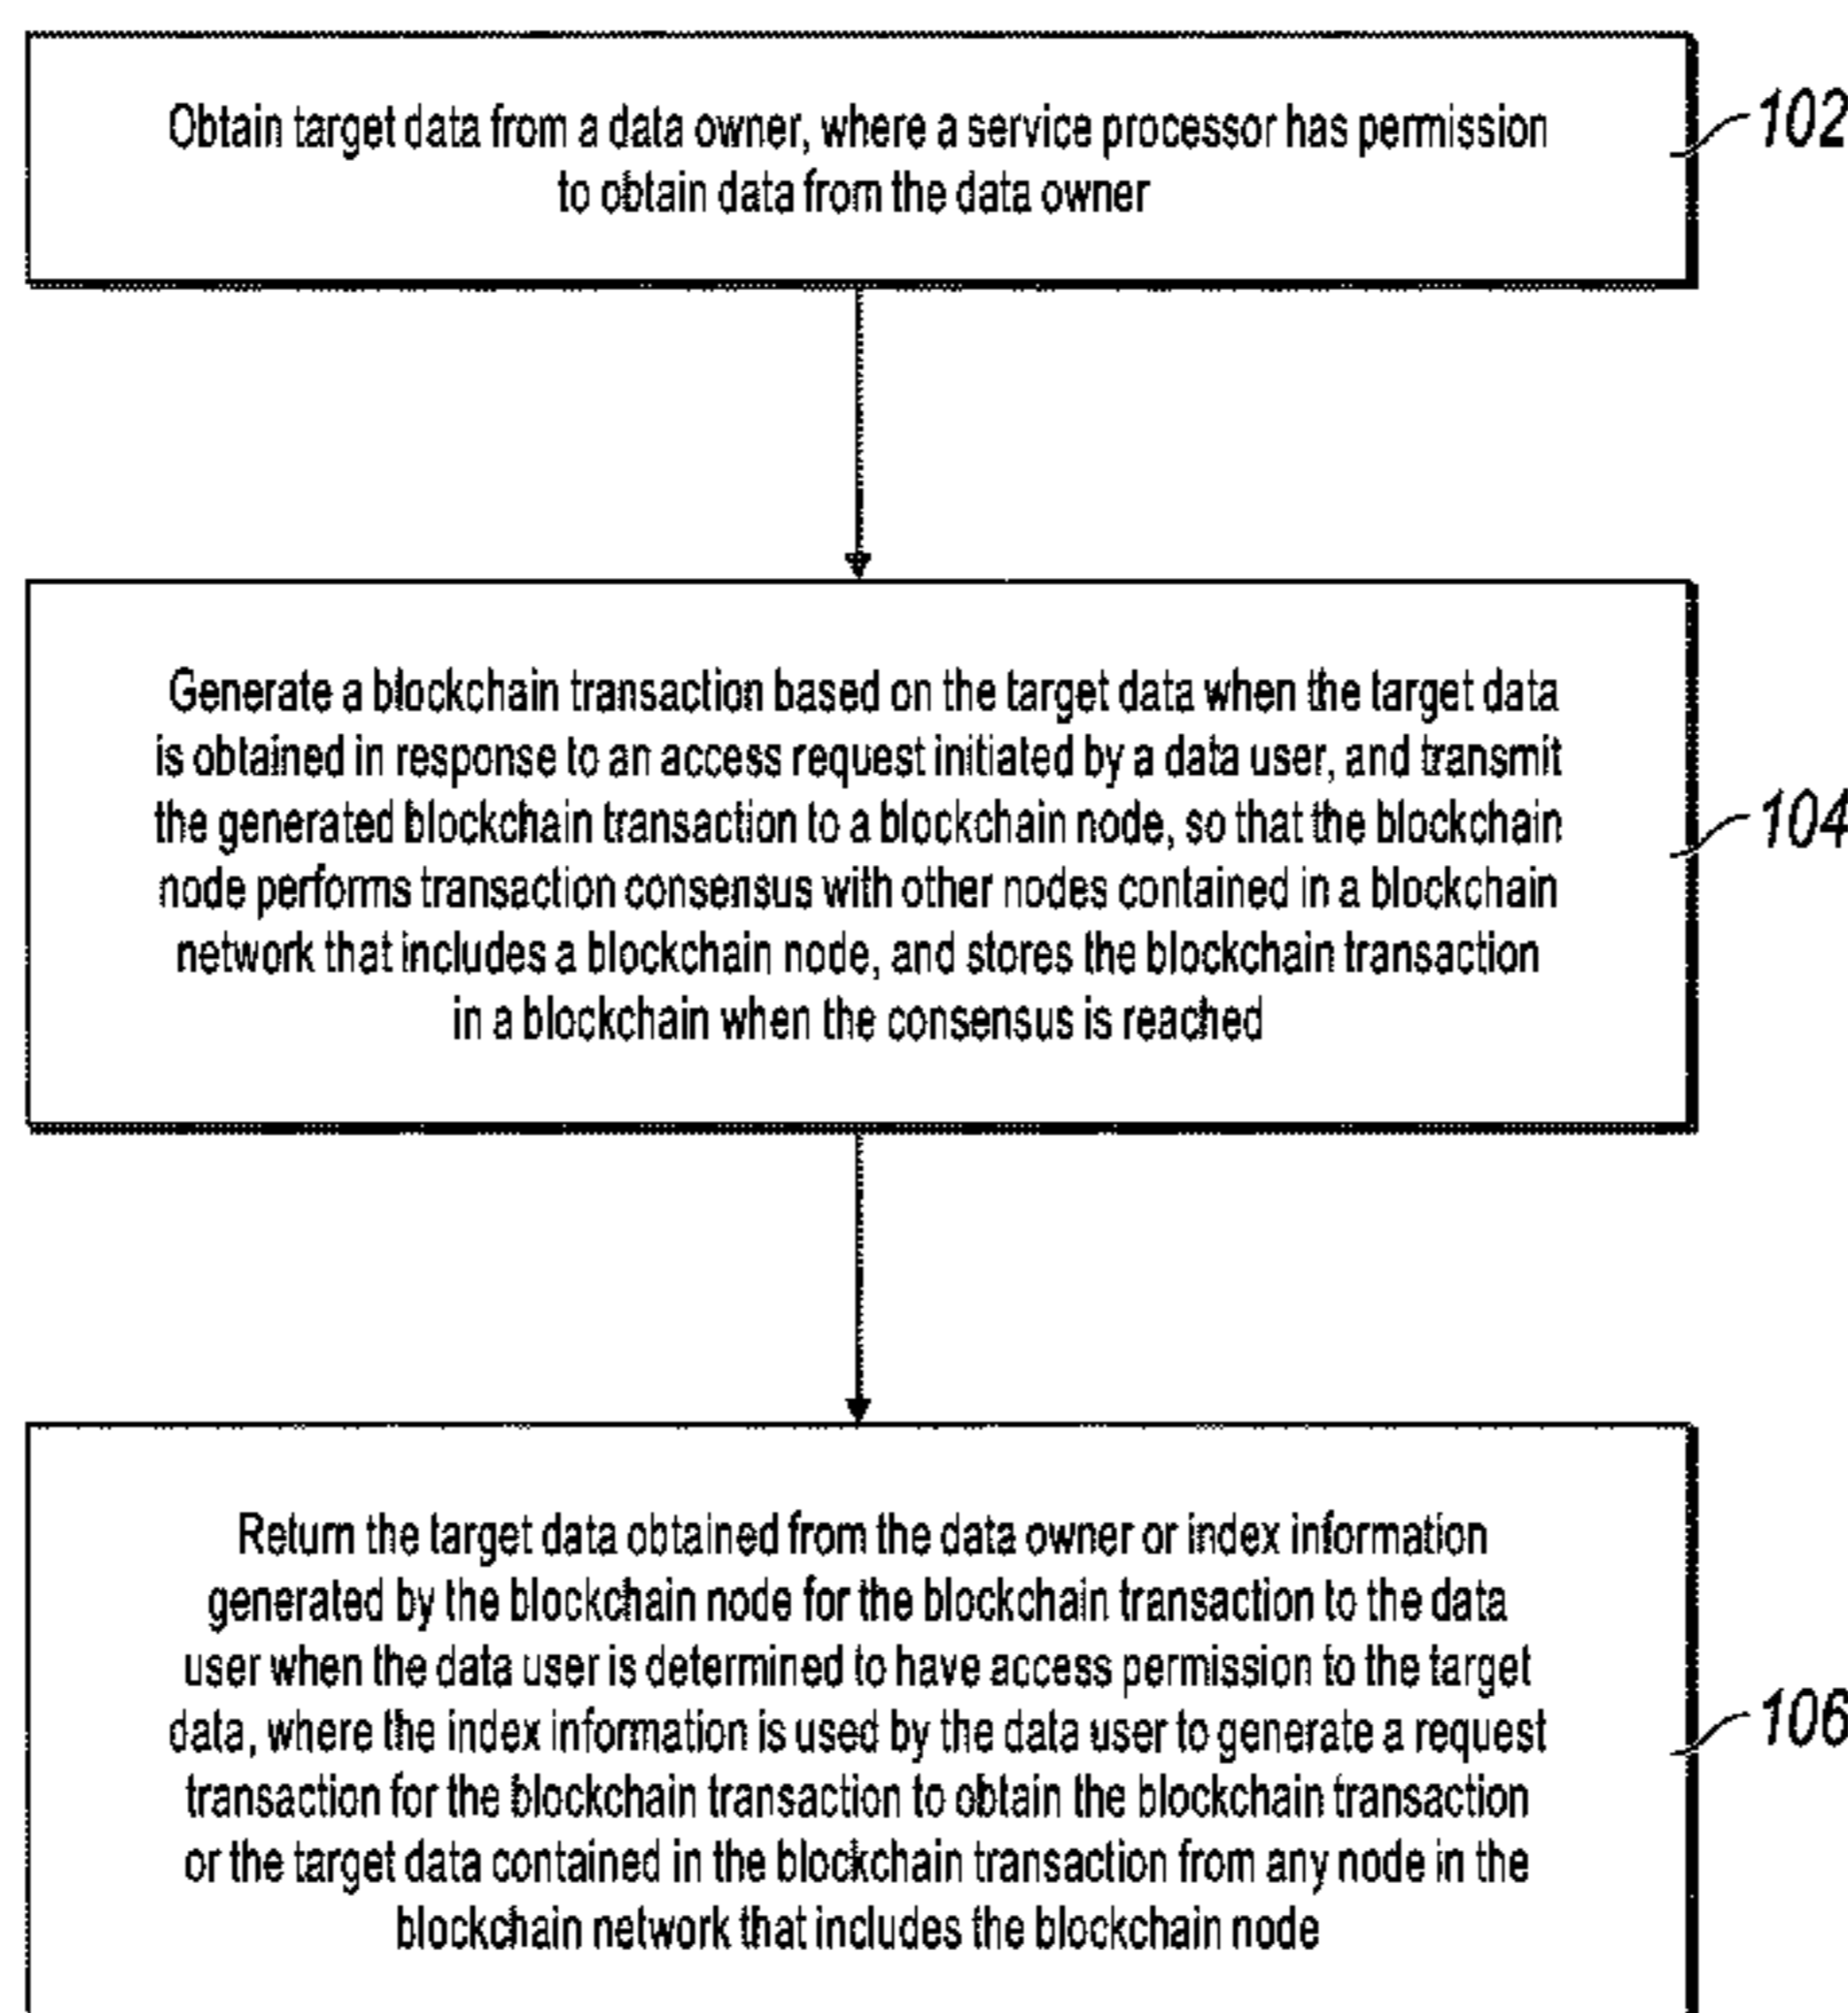 Obtain target data from a data owner, where a service processor has permission
to obtain data from the data owner
102
Generate a blockchain transaction based on the target data when the target data
is obtained in response to an access request initiated by a data user, and transmit
the generated blockchain transaction to a blockchain node, so that the blockchain
node performs transaction consensus with other nodes contained in a blockchain
network that includes a blockchain node, and stores the blockchain transaction
in a blockchain when the consensus is reached
104
Return the target data obtained from the data owner or index information
generated by the blockchain node for the blockchain transaction to the data
user when the data user is determined to have access permission to the target
data, where the index information is used by the data user to generate a request
transaction for the blockchain transaction to obtain the blockchain transaction
or the target data contained in the blockchain transaction from any node in the
blockchain network that includes the blockchain node
106